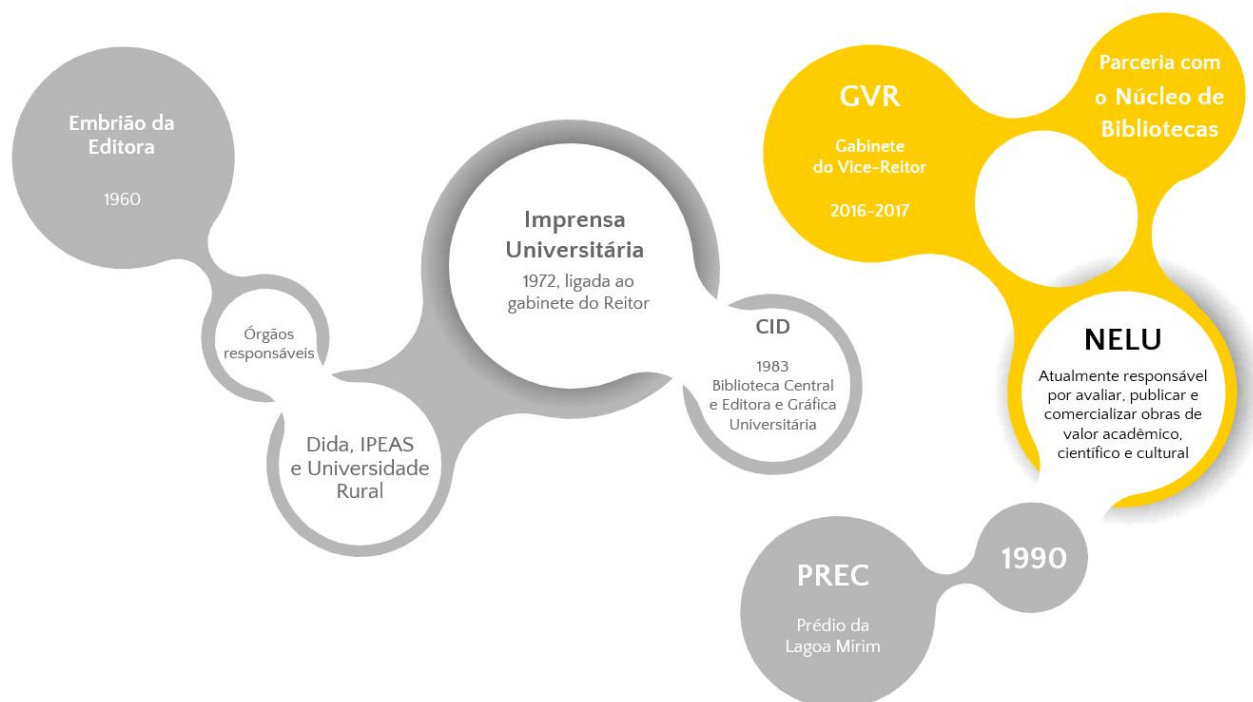 Embrião da
Editora
1960
Órgãos
responsáveis
Dida, IPEAS
e Universidade
Rural
Imprensa
Universitária
1972, ligada ao
gabinete do Reitor
CID
1983
Biblioteca Central
e Editora e Gráfica
Universitária
PREC
Prédio da
Lagoa Mirim
1990
GVR
Gabinete
do Vice-Reitor
2016-2017
Parceria com
o Núcleo de
Bibliotecas
NELU
Atualmente responsável
por avaliar, publicar e
comercializar obras de
valor acadêmico,
científico e cultural